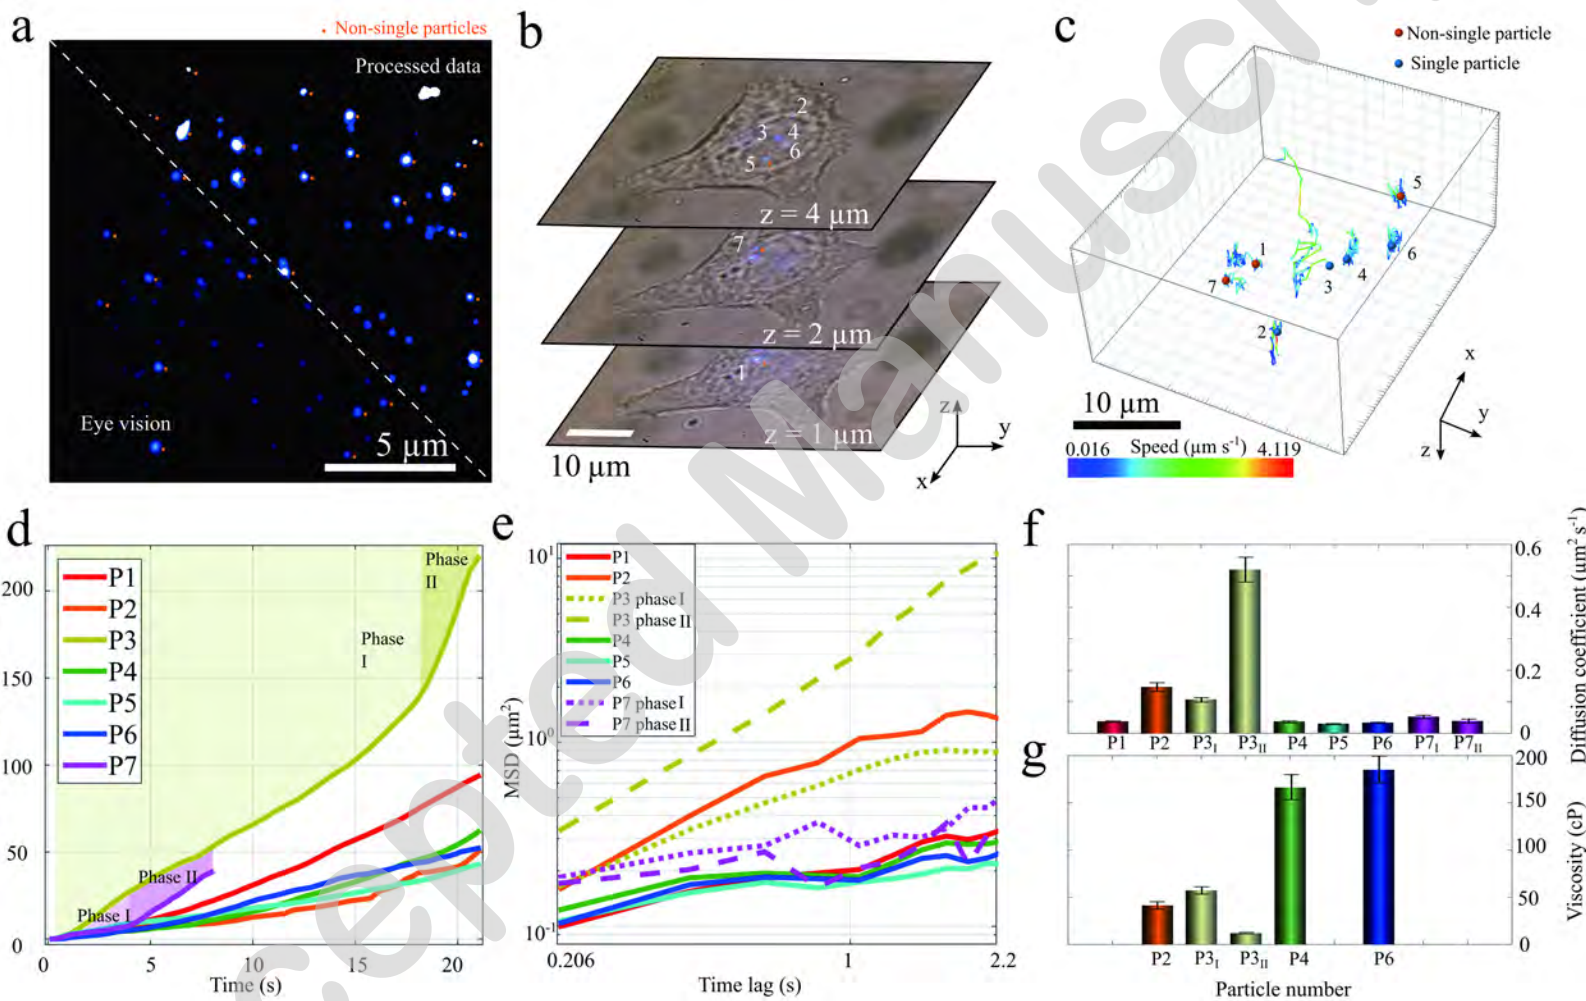 a
Non-single particles
Processed data
Eye vision
5 µm
b
2
3 4
6
5
z = 4 µm
7
z = 2 µm
1
z = 1 µm
10 µm
z
y
x
c
Non-single particle
Single particle
5
1
6
4
7
3
2
10 µm
0.016 Speed (µm s⁻¹) 4.119
x
y
z
d
P1
P2
P3
P4
P5
P6
P7
Phase II
Phase I
Phase II
Phase I
200
150
100
50
0
0 5 10 15 20
Time (s)
e
P1
P2
P3 phase I
P3 phase II
P4
P5
P6
P7 phase I
P7 phase II
10¹
10⁰
10⁻¹
MSD (µm²)
0.206 1 2.2
Time lag (s)
f
0.6
0.4
0.2
0
Diffusion coefficient (µm² s⁻¹)
P1 P2 P3I P3II P4 P5 P6 P7I P7II
g
200
150
100
50
0
Viscosity (cP)
P2 P3I P3II P4 P6
Particle number
cepted Manuscri